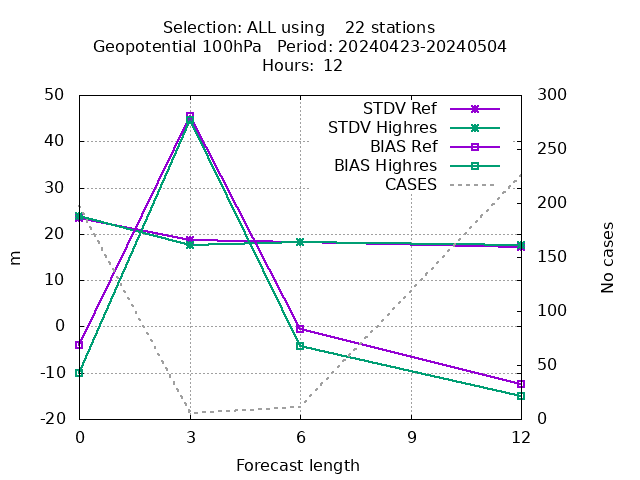 Selection: ALL using    22 stations
Geopotential 100hPa   Period: 20240423-20240504
Hours:  12
STDV Ref
STDV Highres
BIAS Ref
BIAS Highres
CASES
50
40
30
20
10
0
-10
-20
m
300
250
200
150
100
50
0
No cases
0
3
6
9
12
Forecast length